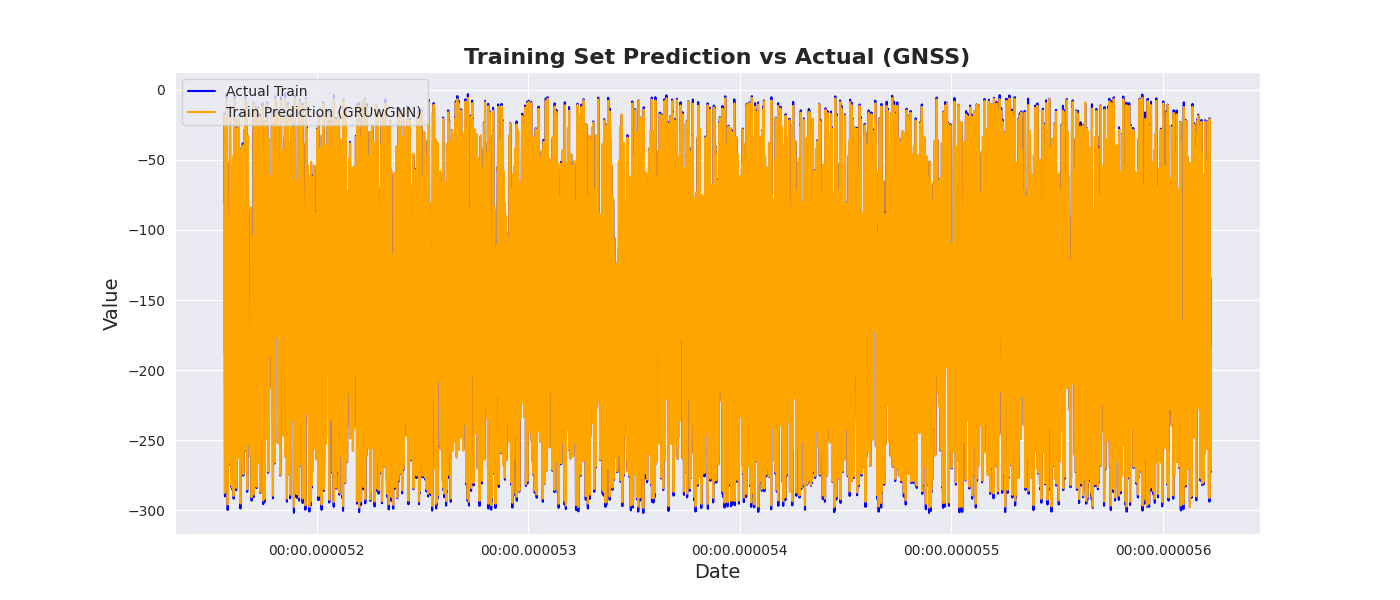 Training Set Prediction vs Actual (GNSS)
Actual Train
Train Prediction (GRUwGNN)
Value
0
−50
−100
−150
−200
−250
−300
00:00.000052
00:00.000053
00:00.000054
00:00.000055
00:00.000056
Date